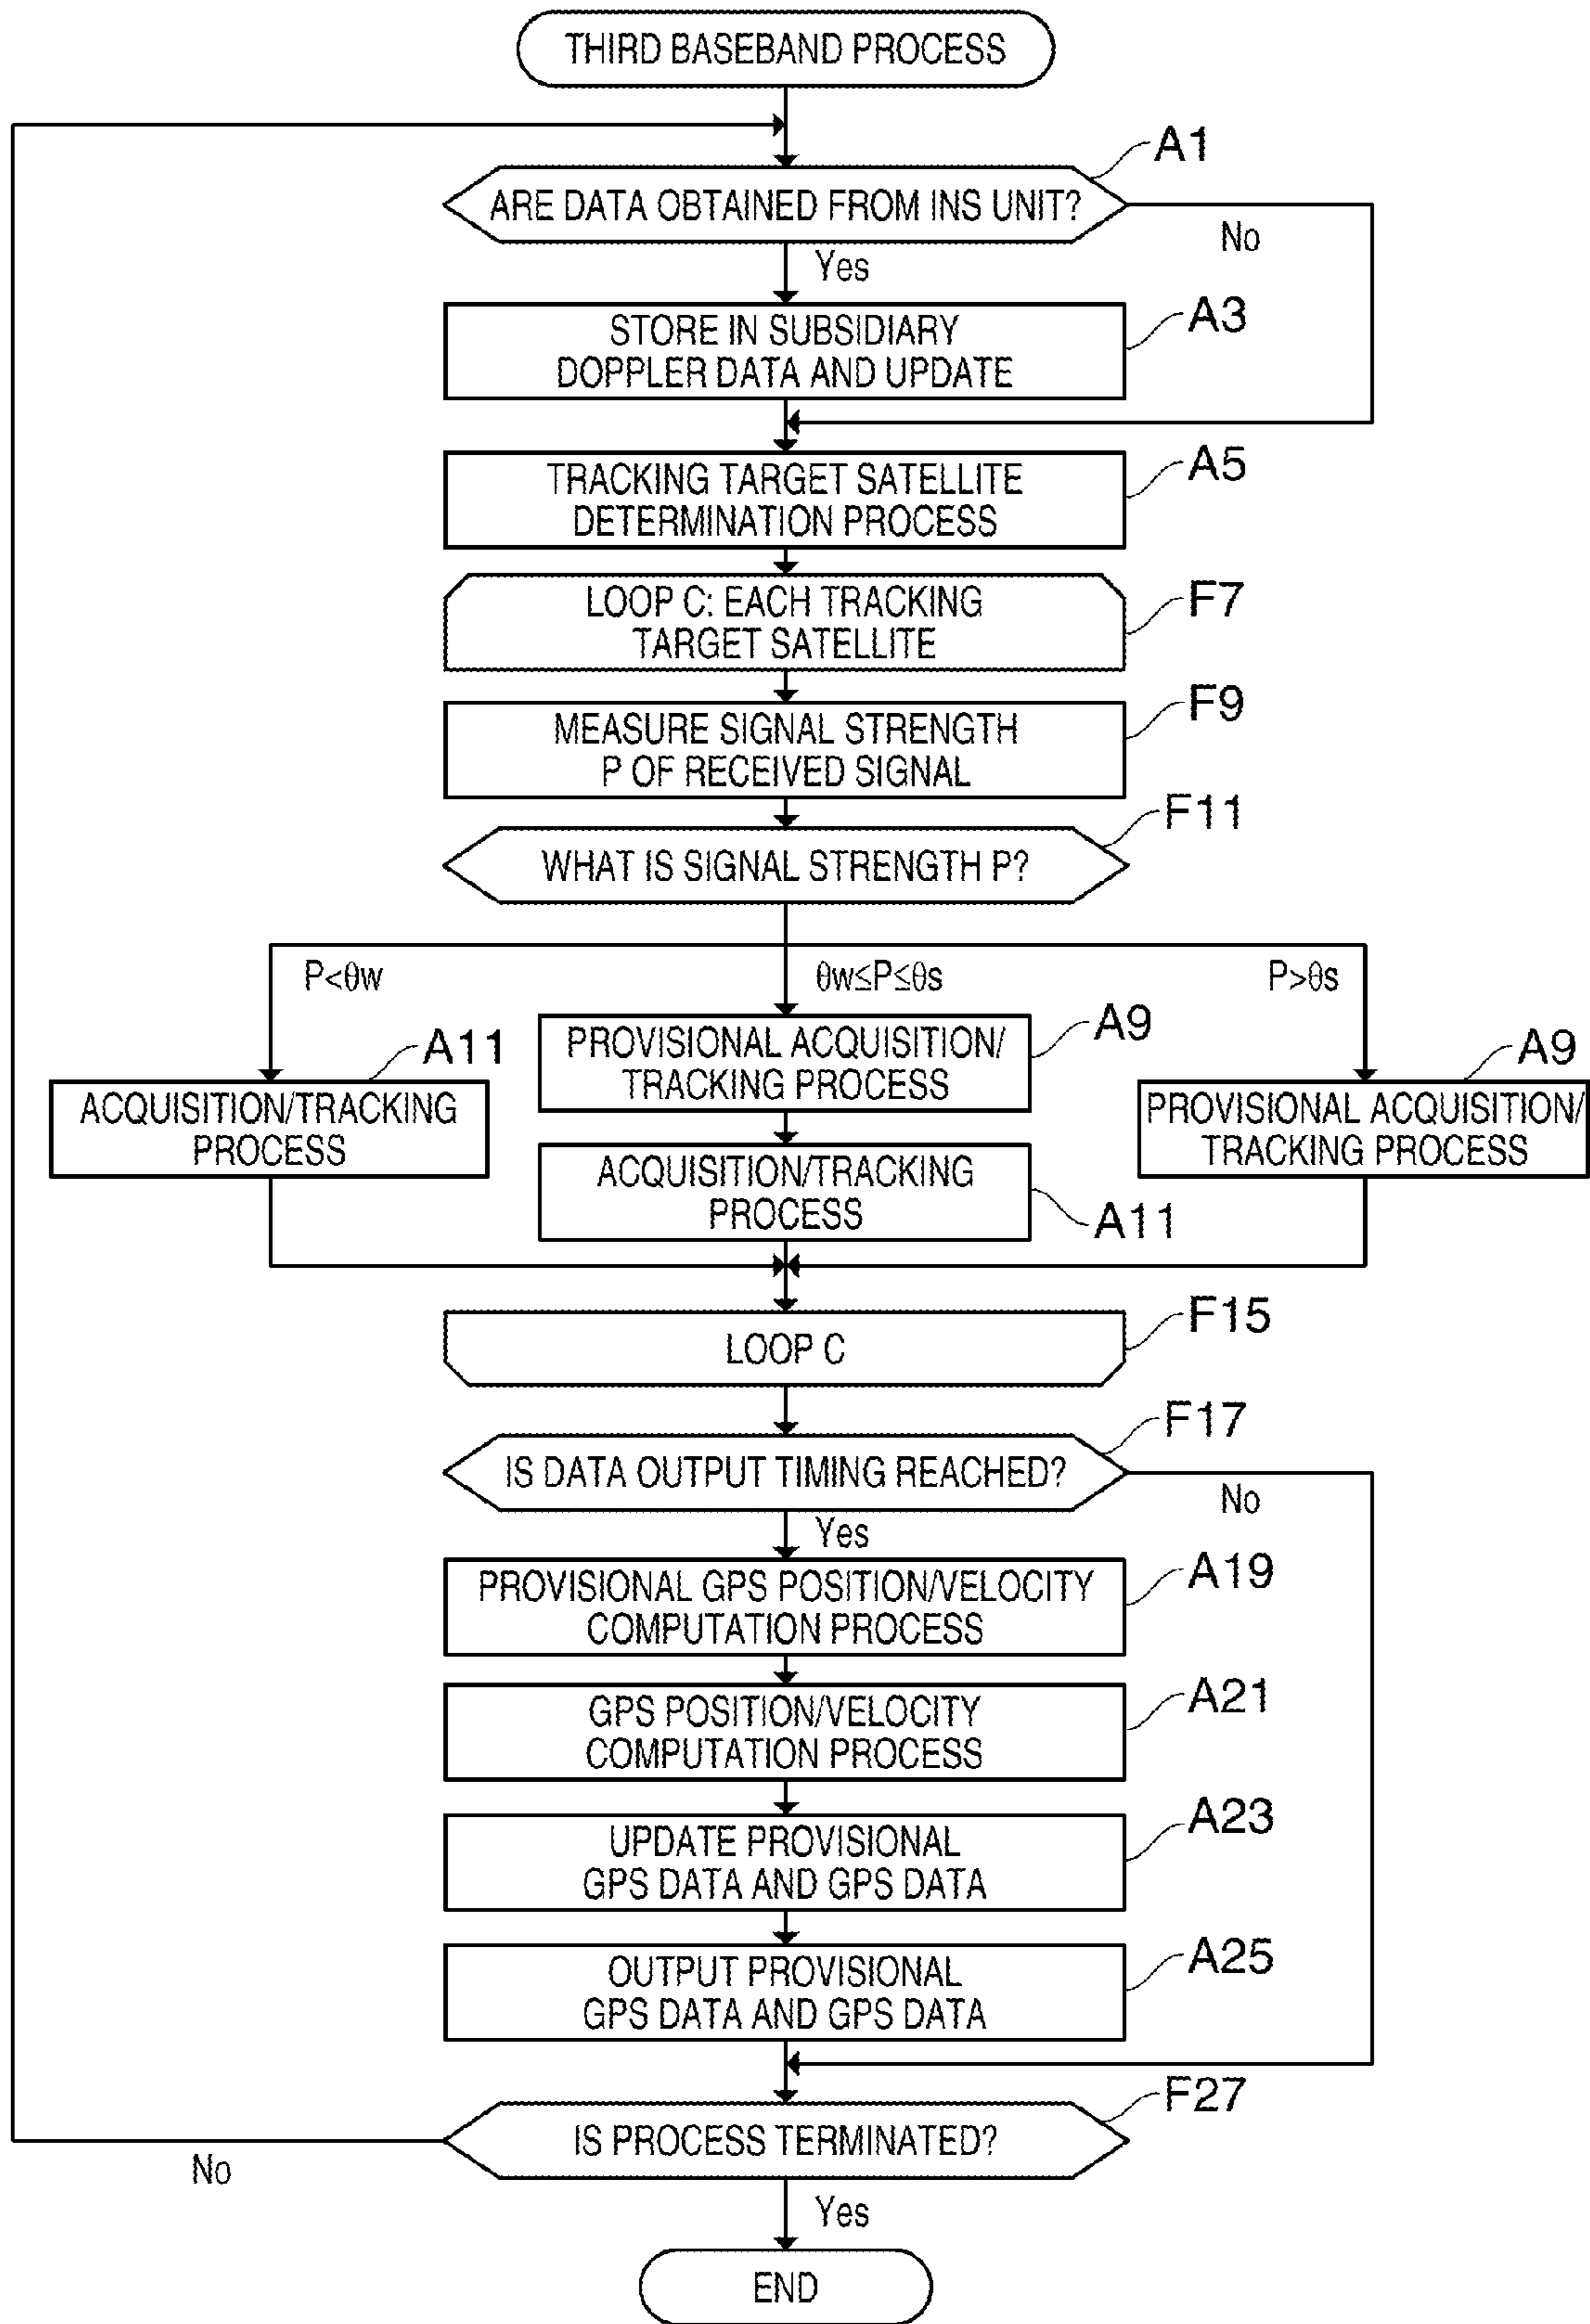 THIRD BASEBAND PROCESS
A1
ARE DATA OBTAINED FROM INS UNIT?
No
Yes
A3
STORE IN SUBSIDIARY
DOPPLER DATA AND UPDATE
A5
TRACKING TARGET SATELLITE
DETERMINATION PROCESS
F7
LOOP C: EACH TRACKING
TARGET SATELLITE
F9
MEASURE SIGNAL STRENGTH
P OF RECEIVED SIGNAL
F11
WHAT IS SIGNAL STRENGTH P?
P<θw
θw≤P≤θs
P>θs
A11
ACQUISITION/TRACKING
PROCESS
A9
PROVISIONAL ACQUISITION/
TRACKING PROCESS
ACQUISITION/TRACKING
PROCESS
A11
A9
PROVISIONAL ACQUISITION/
TRACKING PROCESS
F15
LOOP C
F17
IS DATA OUTPUT TIMING REACHED?
No
Yes
A19
PROVISIONAL GPS POSITION/VELOCITY
COMPUTATION PROCESS
A21
GPS POSITION/VELOCITY
COMPUTATION PROCESS
A23
UPDATE PROVISIONAL
GPS DATA AND GPS DATA
A25
OUTPUT PROVISIONAL
GPS DATA AND GPS DATA
F27
IS PROCESS TERMINATED?
No
Yes
END